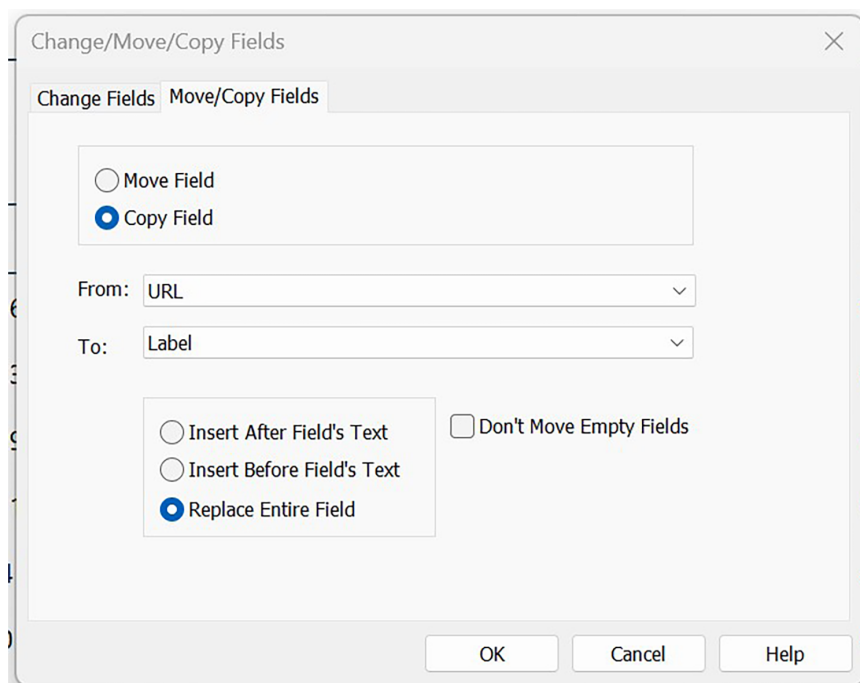 Change/Move/Copy Fields
Change Fields
Move/Copy Fields
Move Field
Copy Field
From: URL
To: Label
Insert After Field's Text
Don't Move Empty Fields
Insert Before Field's Text
Replace Entire Field
OK
Cancel
Help